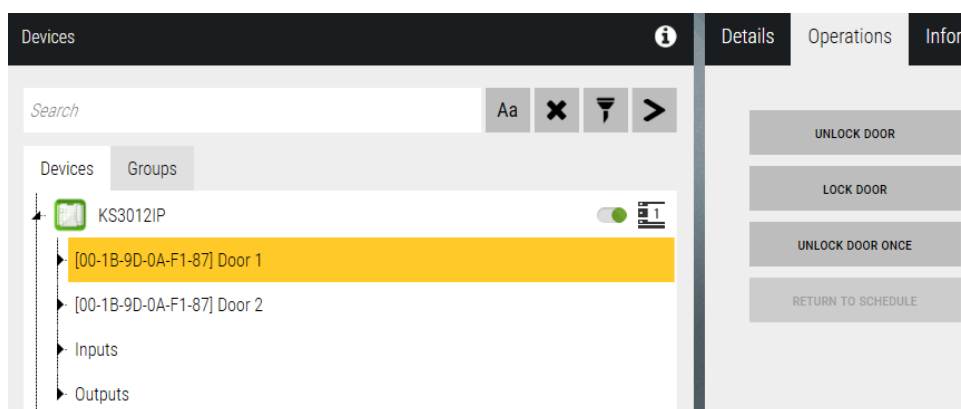 Devices
Details
Operations
Infor
Search
Aa
Devices
Groups
KS3012IP
1
[00-1B-9D-0A-F1-87] Door 1
[00-1B-9D-0A-F1-87] Door 2
Inputs
Outputs
UNLOCK DOOR
LOCK DOOR
UNLOCK DOOR ONCE
RETURN TO SCHEDULE